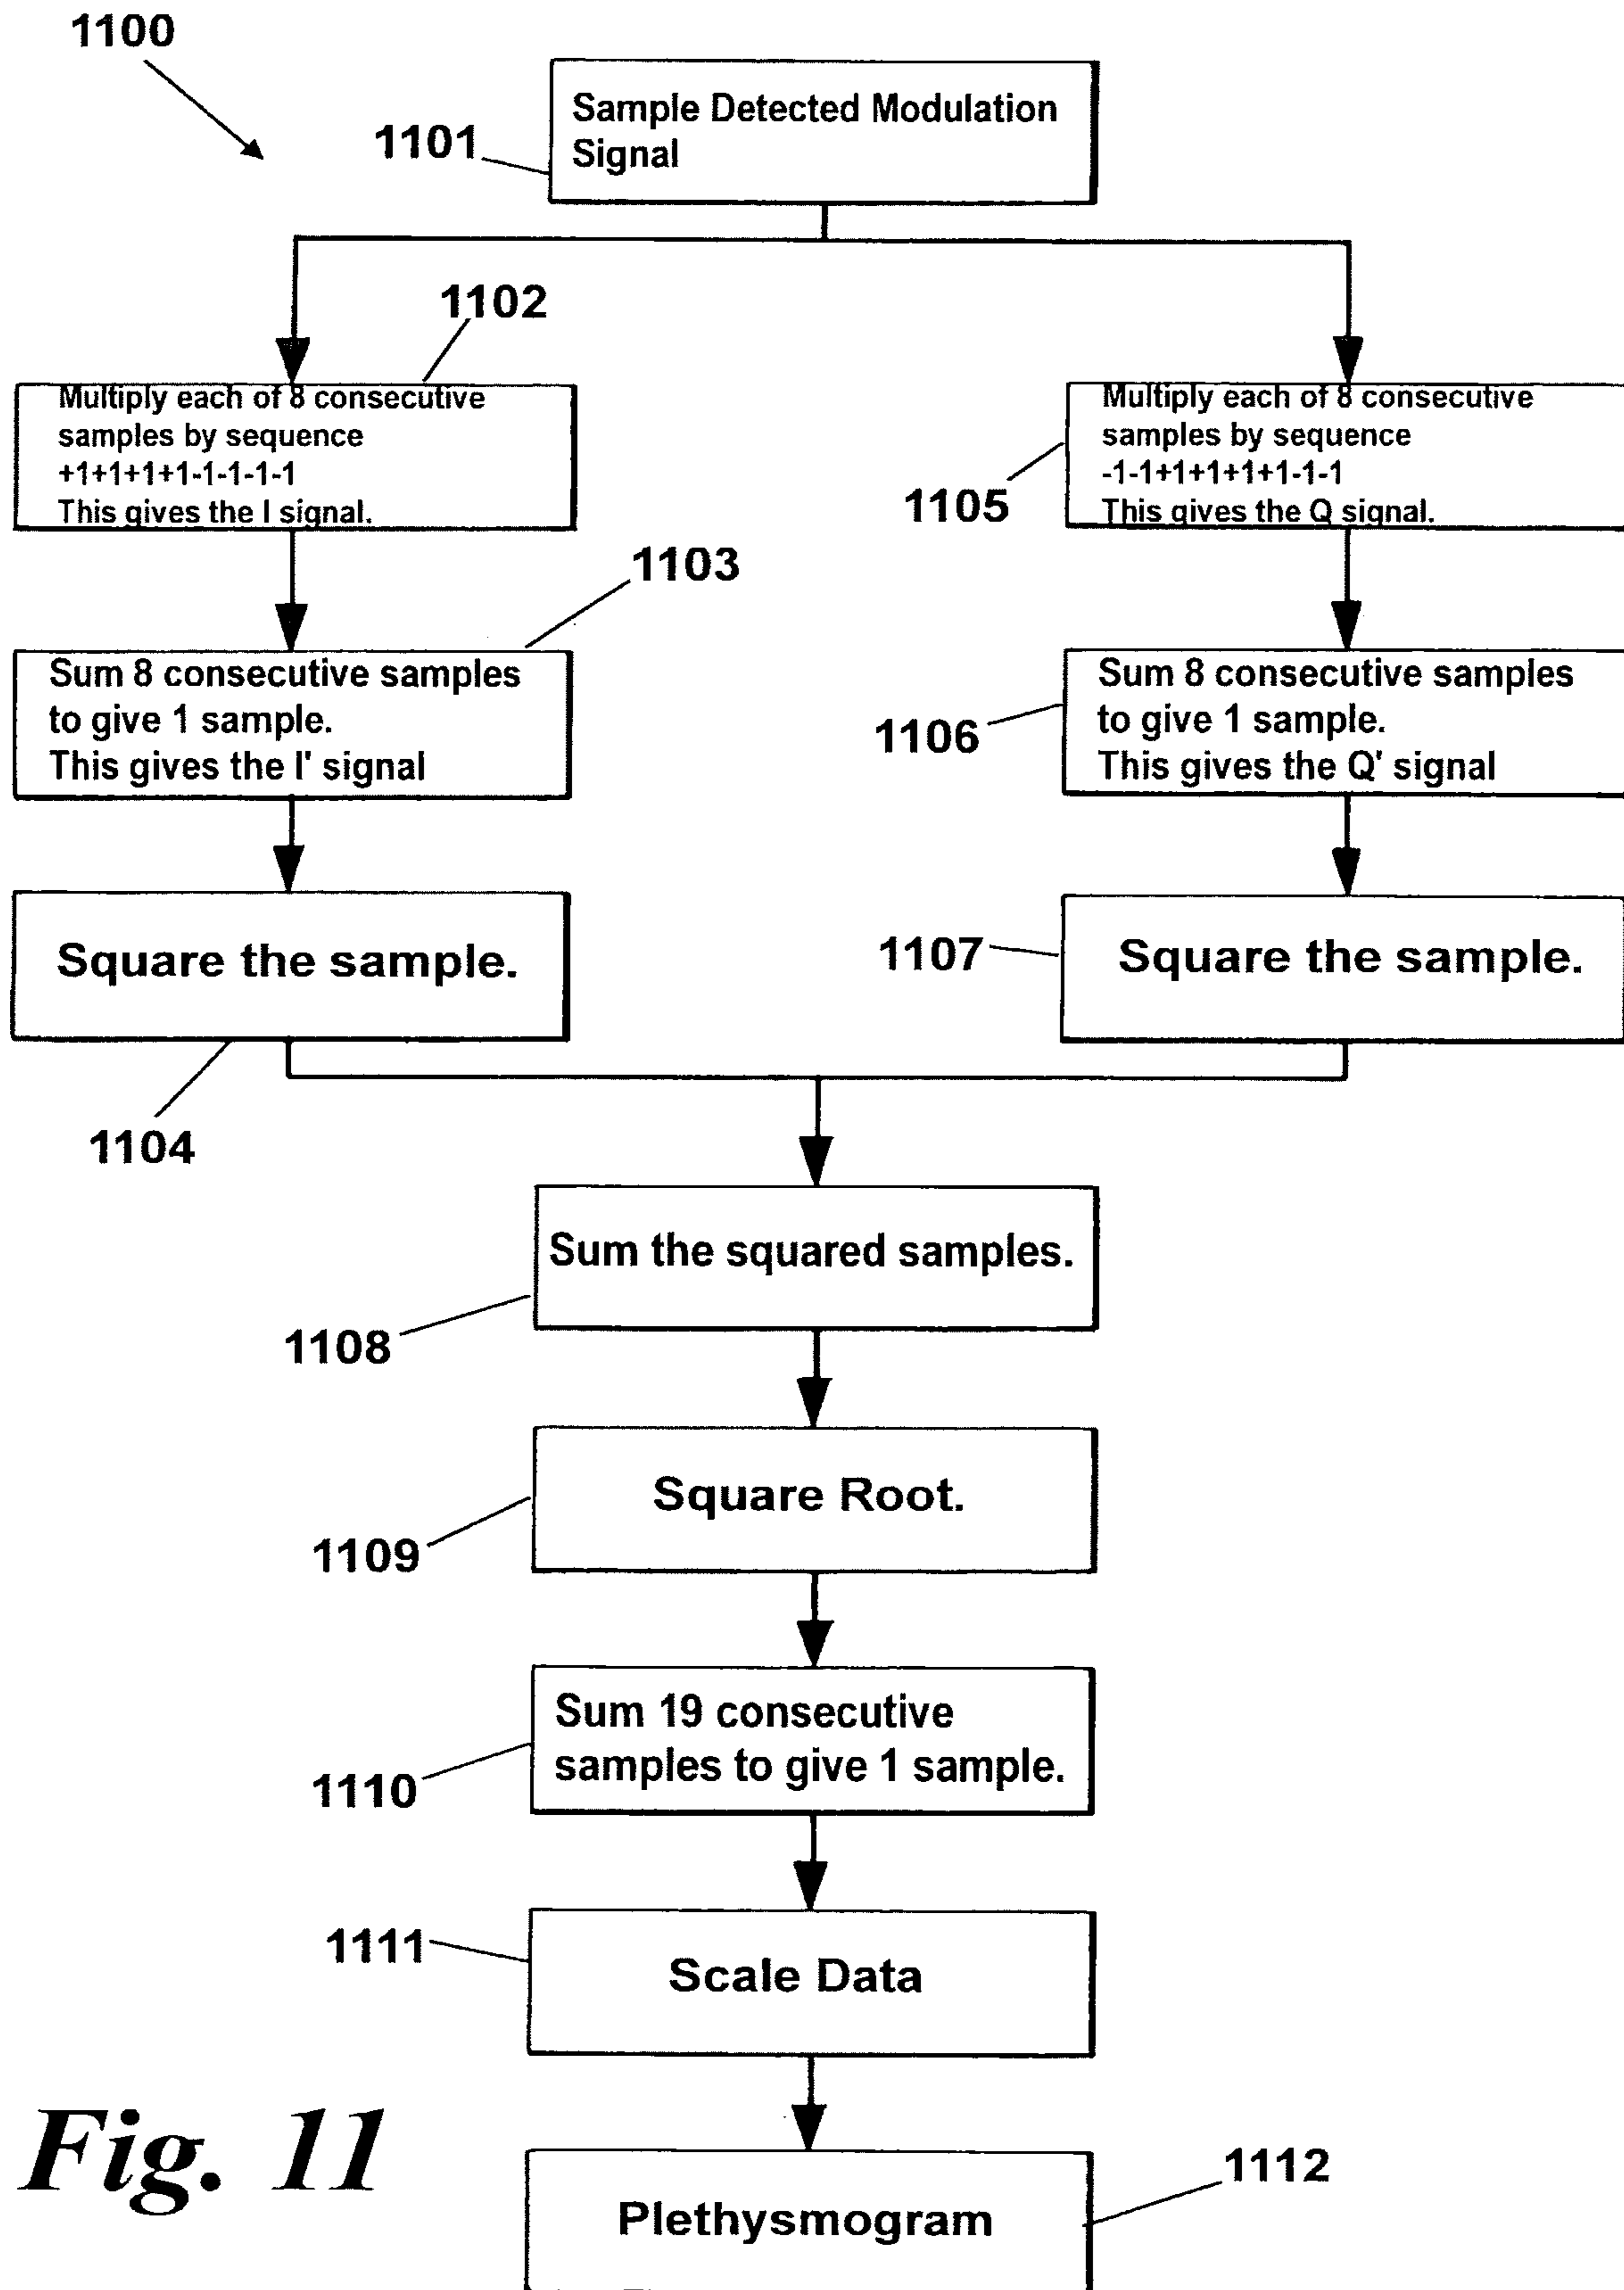 1100
Sample Detected Modulation
Signal
1101
1102
Multiply each of 8 consecutive
samples by sequence
+1+1+1+1-1-1-1-1
This gives the I signal.
Multiply each of 8 consecutive
samples by sequence
-1-1+1+1+1+1-1-1
This gives the Q signal.
1105
1103
Sum 8 consecutive samples
to give 1 sample.
This gives the I' signal
Sum 8 consecutive samples
to give 1 sample.
This gives the Q' signal
1106
Square the sample.
1107
Square the sample.
1104
Sum the squared samples.
1108
Square Root.
1109
Sum 19 consecutive
samples to give 1 sample.
1110
1111
Scale Data
Fig. 11
1112
Plethysmogram